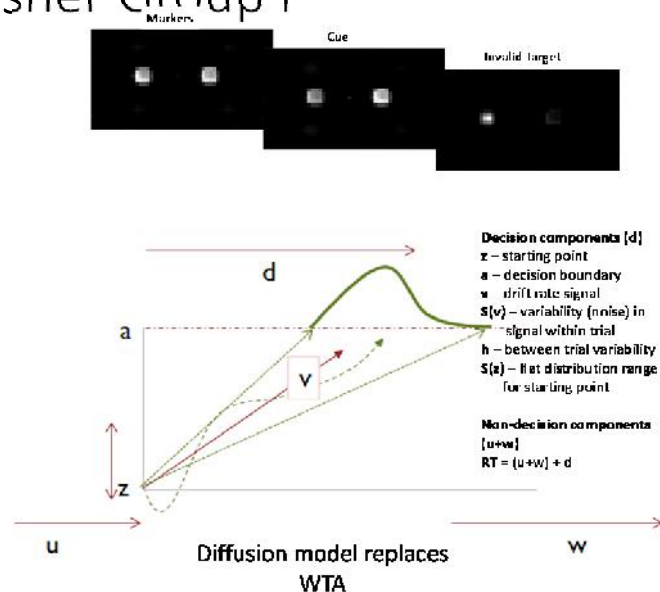 Markers
Cue
Invalid Target
d
a
v
z
u
w
Decision components (d)
z – starting point
a – decision boundary
v drift rate signal
S(v) – variability (nnise) in
signal within trial
h – between trial variability
S(z) – flat distribution range
for starting point
Non-decision components
(u+w)
RT = (u+w) + d
Diffusion model replaces
WTA